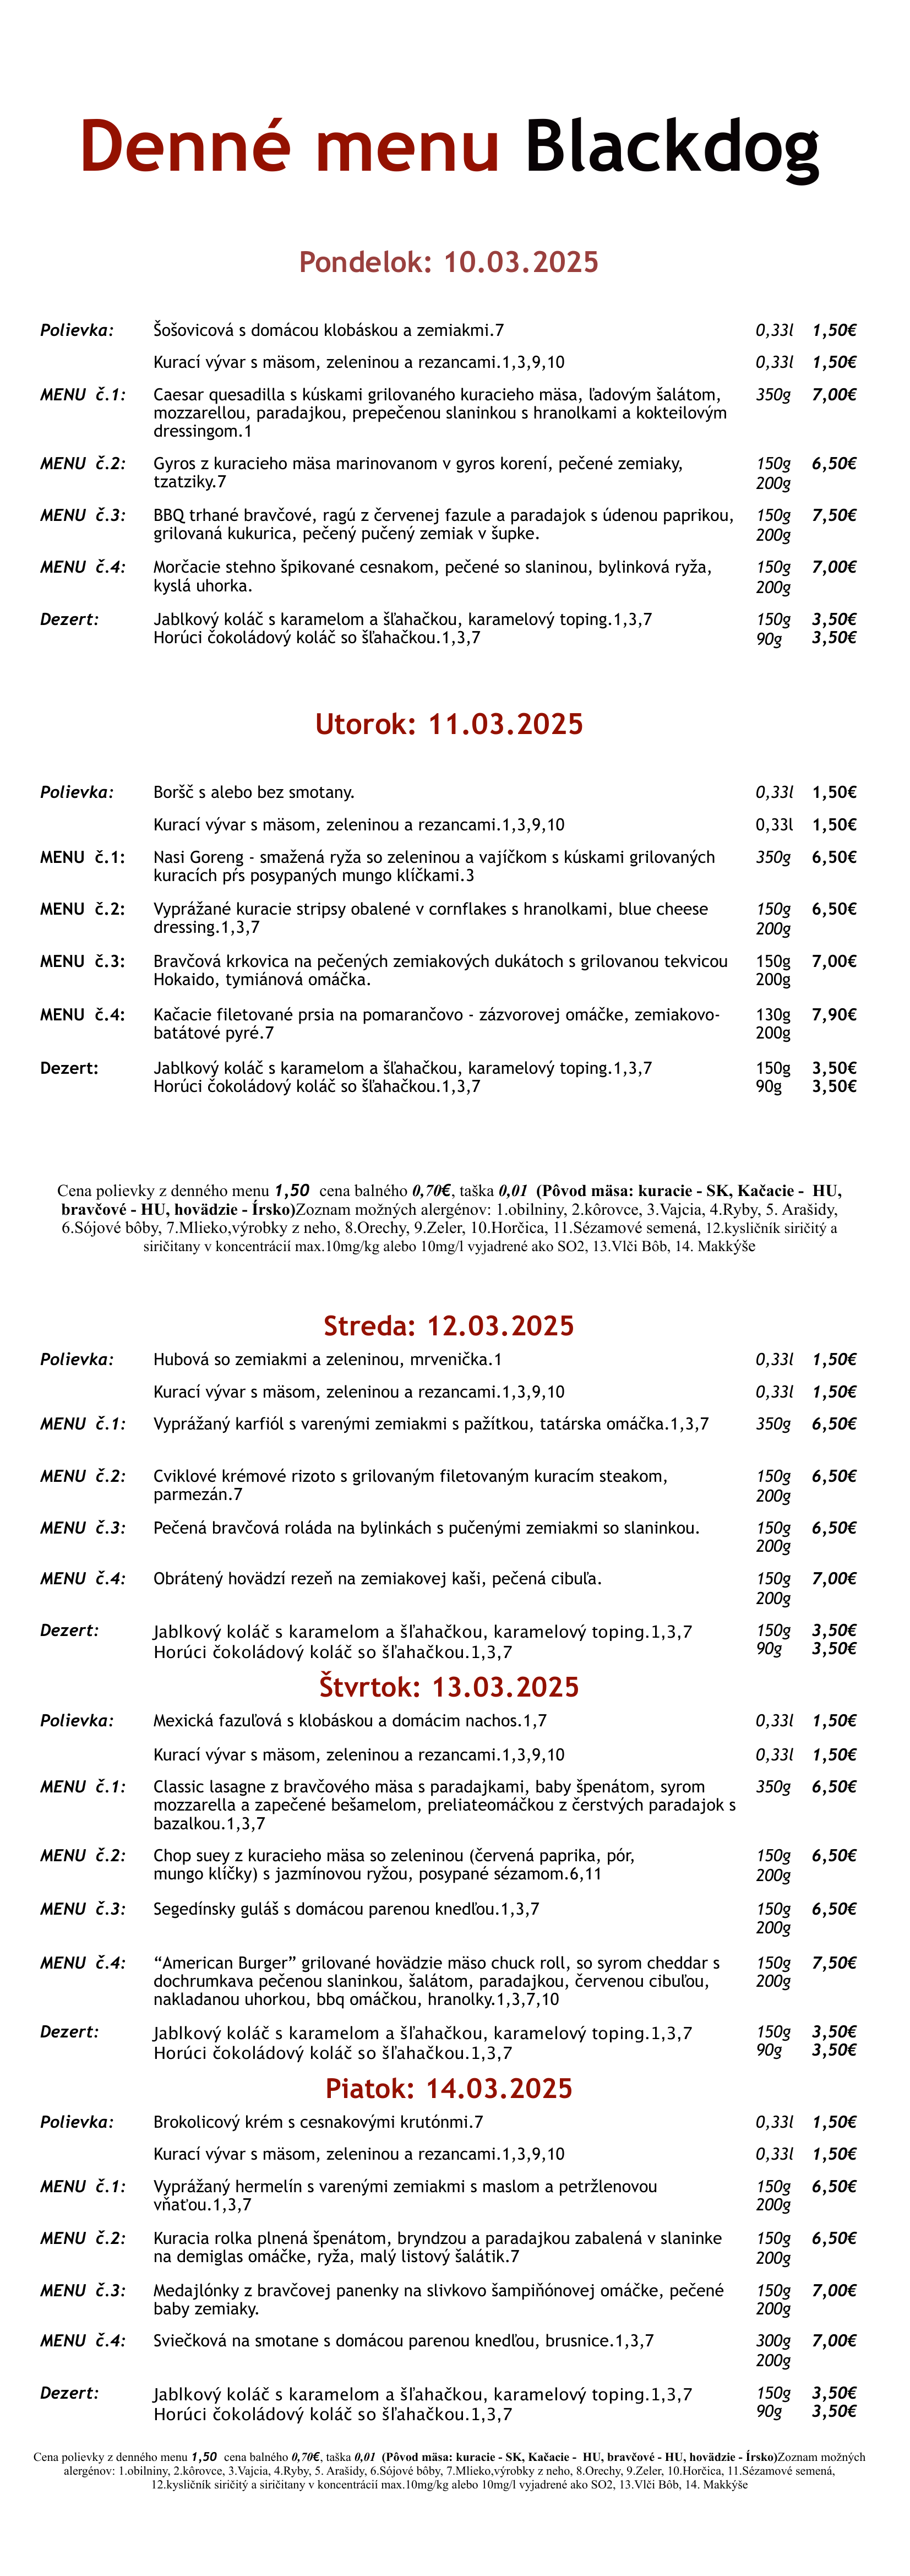 Denné menu Blackdog
Pondelok: 10.03.2025
Polievka: Šošovicová s domácou klobáskou a zemiakmi.7 0,33l 1,50€
Kurací vývar s mäsom, zeleninou a rezancami.1,3,9,10 0,33l 1,50€
MENU č.1: Caesar quesadilla s kúskami grilovaného kuracieho mäsa, ľadovým šalátom, 350g 7,00€
mozzarellou, paradajkou, prepečenou slaninkou s hranolkami a kokteilovým
dressingom.1
MENU č.2: Gyros z kuracieho mäsa marinovanom v gyros korení, pečené zemiaky, 150g 6,50€
tzatziky.7 200g
MENU č.3: BBQ trhané bravčové, ragú z červenej fazule a paradajok s údenou paprikou, 150g 7,50€
grilovaná kukurica, pečený pučený zemiak v šupke. 200g
MENU č.4: Morčacie stehno špikované cesnakom, pečené so slaninou, bylinková ryža, 150g 7,00€
kyslá uhorka. 200g
Dezert: Jablkový koláč s karamelom a šľahačkou, karamelový toping.1,3,7 150g 3,50€
Horúci čokoládový koláč so šľahačkou.1,3,7 90g 3,50€
Utorok: 11.03.2025
Polievka: Boršč s alebo bez smotany. 0,33l 1,50€
Kurací vývar s mäsom, zeleninou a rezancami.1,3,9,10 0,33l 1,50€
MENU č.1: Nasi Goreng - smažená ryža so zeleninou a vajíčkom s kúskami grilovaných 350g 6,50€
kuracích pŕs posypaných mungo klíčkami.3
MENU č.2: Vyprážané kuracie stripsy obalené v cornflakes s hranolkami, blue cheese 150g 6,50€
dressing.1,3,7 200g
MENU č.3: Bravčová krkovica na pečených zemiakových dukátoch s grilovanou tekvicou 150g 7,00€
Hokaido, tymiánová omáčka. 200g
MENU č.4: Kačacie filetované prsia na pomarančovo - zázvorovej omáčke, zemiakovo- 130g 7,90€
batátové pyré.7 200g
Dezert: Jablkový koláč s karamelom a šľahačkou, karamelový toping.1,3,7 150g 3,50€
Horúci čokoládový koláč so šľahačkou.1,3,7 90g 3,50€
Cena polievky z denného menu 1,50 cena balného 0,70€, taška 0,01 (Pôvod mäsa: kuracie - SK, Kačacie - HU,
bravčové - HU, hovädzie - Írsko)Zoznam možných alergénov: 1.obilniny, 2.kôrovce, 3.Vajcia, 4.Ryby, 5. Arašidy,
6.Sójové bôby, 7.Mlieko,výrobky z neho, 8.Orechy, 9.Zeler, 10.Horčica, 11.Sézamové semená, 12.kysličník siričitý a
siričitany v koncentrácií max.10mg/kg alebo 10mg/l vyjadrené ako SO2, 13.Vlči Bôb, 14. Makkýše
Streda: 12.03.2025
Polievka: Hubová so zemiakmi a zeleninou, mrvenička.1 0,33l 1,50€
Kurací vývar s mäsom, zeleninou a rezancami.1,3,9,10 0,33l 1,50€
MENU č.1: Vyprážaný karfiól s varenými zemiakmi s pažítkou, tatárska omáčka.1,3,7 350g 6,50€
MENU č.2: Cviklové krémové rizoto s grilovaným filetovaným kuracím steakom, 150g 6,50€
parmezán.7 200g
MENU č.3: Pečená bravčová roláda na bylinkách s pučenými zemiakmi so slaninkou. 150g 6,50€
200g
MENU č.4: Obrátený hovädzí rezeň na zemiakovej kaši, pečená cibuľa. 150g 7,00€
200g
Dezert: Jablkový koláč s karamelom a šľahačkou, karamelový toping.1,3,7 150g 3,50€
Horúci čokoládový koláč so šľahačkou.1,3,7 90g 3,50€
Štvrtok: 13.03.2025
Polievka: Mexická fazuľová s klobáskou a domácim nachos.1,7 0,33l 1,50€
Kurací vývar s mäsom, zeleninou a rezancami.1,3,9,10 0,33l 1,50€
MENU č.1: Classic lasagne z bravčového mäsa s paradajkami, baby špenátom, syrom 350g 6,50€
mozzarella a zapečené bešamelom, preliateomáčkou z čerstvých paradajok s
bazalkou.1,3,7
MENU č.2: Chop suey z kuracieho mäsa so zeleninou (červená paprika, pór, 150g 6,50€
mungo klíčky) s jazmínovou ryžou, posypané sézamom.6,11 200g
MENU č.3: Segedínsky guláš s domácou parenou knedľou.1,3,7 150g 6,50€
200g
MENU č.4: “American Burger” grilované hovädzie mäso chuck roll, so syrom cheddar s 150g 7,50€
dochrumkava pečenou slaninkou, šalátom, paradajkou, červenou cibuľou, 200g
nakladanou uhorkou, bbq omáčkou, hranolky.1,3,7,10
Dezert: Jablkový koláč s karamelom a šľahačkou, karamelový toping.1,3,7 150g 3,50€
Horúci čokoládový koláč so šľahačkou.1,3,7 90g 3,50€
Piatok: 14.03.2025
Polievka: Brokolicový krém s cesnakovými krutónmi.7 0,33l 1,50€
Kurací vývar s mäsom, zeleninou a rezancami.1,3,9,10 0,33l 1,50€
MENU č.1: Vyprážaný hermelín s varenými zemiakmi s maslom a petržlenovou 150g 6,50€
vňaťou.1,3,7 200g
MENU č.2: Kuracia rolka plnená špenátom, bryndzou a paradajkou zabalená v slaninke 150g 6,50€
na demiglas omáčke, ryža, malý listový šalátik.7 200g
MENU č.3: Medajlónky z bravčovej panenky na slivkovo šampiňónovej omáčke, pečené 150g 7,00€
baby zemiaky. 200g
MENU č.4: Sviečková na smotane s domácou parenou knedľou, brusnice.1,3,7 300g 7,00€
200g
Dezert: Jablkový koláč s karamelom a šľahačkou, karamelový toping.1,3,7 150g 3,50€
Horúci čokoládový koláč so šľahačkou.1,3,7 90g 3,50€
Cena polievky z denného menu 1,50 cena balného 0,70€, taška 0,01 (Pôvod mäsa: kuracie - SK, Kačacie - HU, bravčové - HU, hovädzie - Írsko)Zoznam možných
alergénov: 1.obilniny, 2.kôrovce, 3.Vajcia, 4.Ryby, 5. Arašidy, 6.Sójové bôby, 7.Mlieko,výrobky z neho, 8.Orechy, 9.Zeler, 10.Horčica, 11.Sézamové semená,
12.kysličník siričitý a siričitany v koncentrácií max.10mg/kg alebo 10mg/l vyjadrené ako SO2, 13.Vlči Bôb, 14. Makkýše